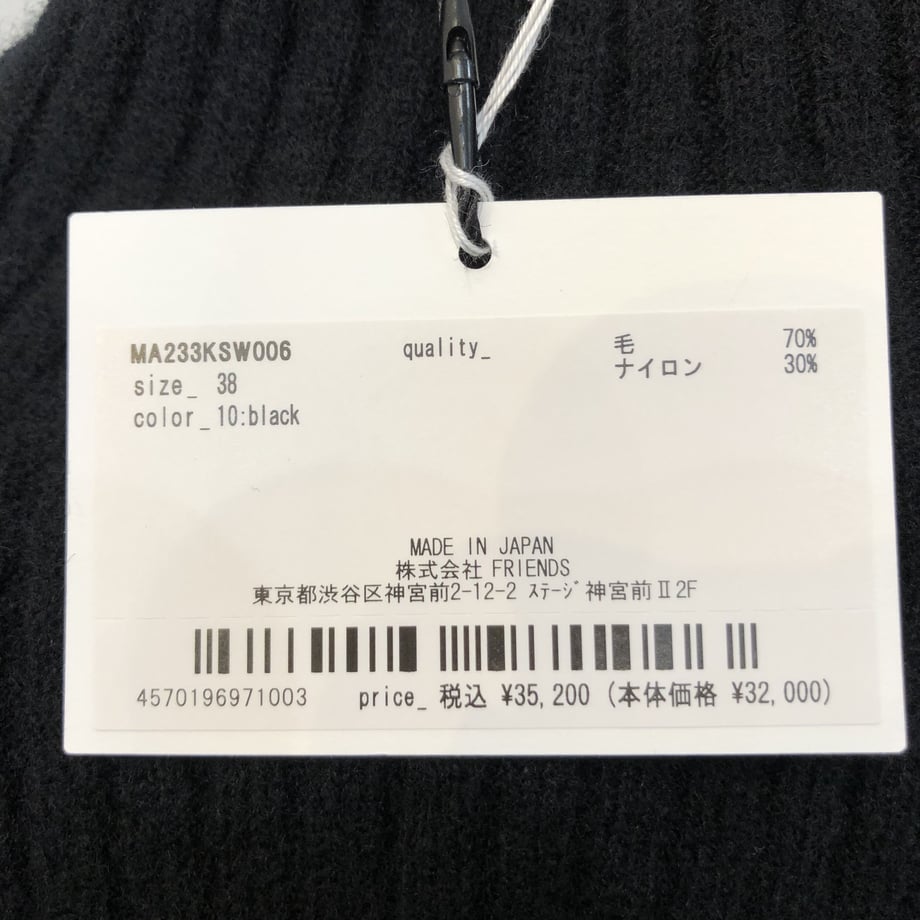 MA233KSW006
size_ 38
color_10:black
quality_
毛 70%
ナイロン 30%
MADE IN JAPAN
株式会社 FRIENDS
東京都渋谷区神宮前2-12-2 ｽﾃｰｼﾞ神宮前Ⅱ2F
4570196971003 price_ 税込 ¥35,200 (本体価格 ¥32,000)